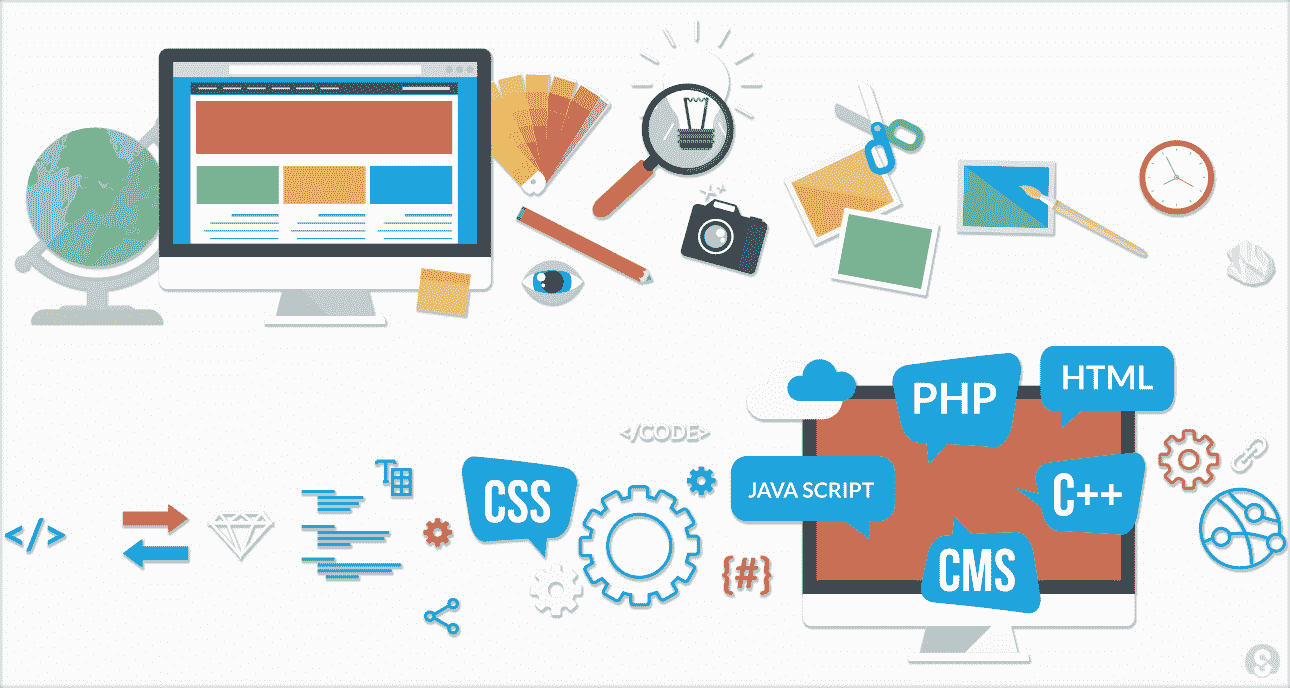 PHP
HTML
</CODE>
JAVA SCRIPT
CSS
C++
</>
{#}
CMS